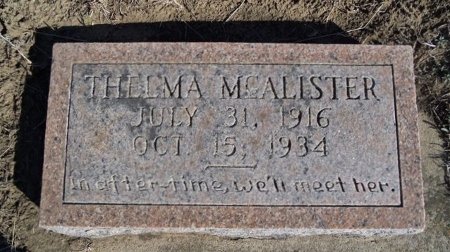 THELMA MCALISTER
JULY 31, 1916
OCT. 15, 1934
In after-time, we'll meet her.